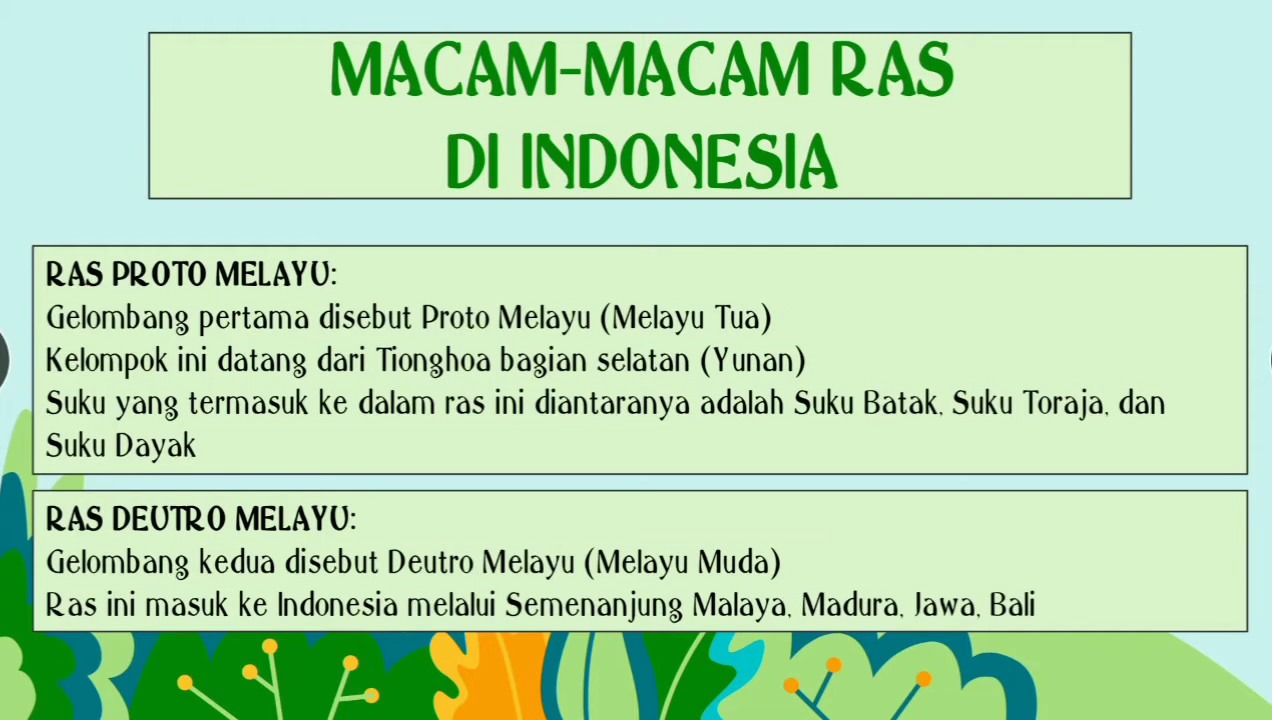 MACAM-MACAM RAS
DI INDONESIA
RAS PROTO MELAYU:
Gelombang pertama disebut Proto Melayu (Melayu Tua)
Kelompok ini datang dari Tionghoa bagian selatan (Yunan)
Suku yang termasuk ke dalam ras ini diantaranya adalah Suku Batak, Suku Toraja, dan
Suku Dayak
RAS DEUTRO MELAYU:
Gelombang kedua disebut Deutro Melayu (Melayu Muda)
Ras ini masuk ke Indonesia melalui Semenanjung Malaya, Madura, Jawa, Bali